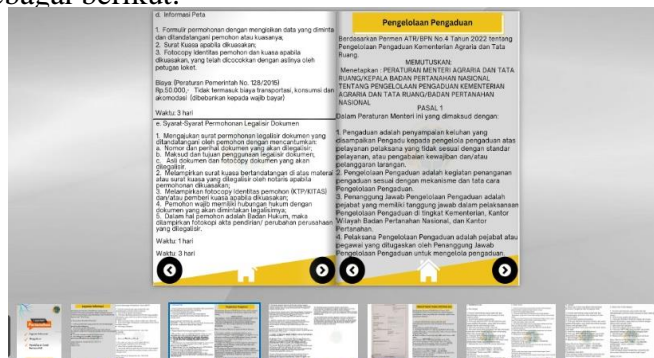 sebagai berikut.
d. Informasi Peta
1. Formulir permohonan dengan mengisikan data yang diminta
dan ditandatangani pemohon atau kuasanya;
2. Surat Kuasa apabila dikuasakan;
3. Fotocopy Identitas pemohon dan kuasa apabila
dikuasakan, yang telah dicocokkan dengan aslinya oleh
petugas loket.
Biaya (Peraturan Pemerintah No. 128/2015)
Rp.50.000,- Tidak termasuk biaya transportasi, konsumsi dan
akomodasi (dibebankan kepada wajib bayar)
Waktu: 3 hari
e. Syarat-Syarat Permohonan Legalisir Dokumen
1. Mengajukan surat permohonan legalisir dokumen yang
ditandatangani oleh pemohon dengan mencantumkan:
a. Nomor dan perihal dokumen yang akan dilegalisir;
b. Maksud dan tujuan penggunaan legalisir dokumen;
c. Asli dokumen dan fotocopy dokumen yang akan
dilegalisir.
2. Melampirkan surat kuasa bertandatangan di atas materai
atau surat kuasa yang dilegalisir oleh notaris apabila
permohonan dikuasakan;
3. Melampirkan fotocopy identitas pemohon (KTP/KITAS)
dan/atau pemberi kuasa apabila dikuasakan;
4. Pemohon wajib memiliki hubungan hukum dengan
dokumen yang akan dimintakan legalisirnya;
5. Dalam hal pemohon adalah Badan Hukum, maka
dilampirkan fotokopi akta pendirian/ perubahan perusahaan
yang dilegalisir.
Waktu: 1 hari
Waktu: 3 hari
Pengelolaan Pengaduan
Berdasarkan Permen ATR/BPN No.4 Tahun 2022 tentang
Pengelolaan Pengaduan Kementerian Agraria dan Tata
Ruang.
MEMUTUSKAN:
Menetapkan : PERATURAN MENTERI AGRARIA DAN TATA
RUANG/KEPALA BADAN PERTANAHAN NASIONAL
TENTANG PENGELOLAAN PENGADUAN KEMENTERIAN
AGRARIA DAN TATA RUANG/BADAN PERTANAHAN
NASIONAL
PASAL 1
Dalam Peraturan Menteri ini yang dimaksud dengan:
1. Pengaduan adalah penyampaian keluhan yang
disampaikan Pengadu kepada pengelola pengaduan atas
pelayanan pelaksana yang tidak sesuai dengan standar
pelayanan, atau pengabaian kewajiban dan/atau
pelanggaran larangan.
2. Pengelolaan Pengaduan adalah kegiatan penanganan
pengaduan sesuai dengan mekanisme dan tata cara
Pengelolaan Pengaduan.
3. Penanggung Jawab Pengelolaan Pengaduan adalah
pejabat yang memiliki tanggung jawab dalam pelaksanaan
Pengelolaan Pengaduan di tingkat Kementerian, Kantor
Wilayah Badan Pertanahan Nasional, dan Kantor
Pertanahan.
4. Pelaksana Pengelolaan Pengaduan adalah pejabat atau
pegawai yang ditugaskan oleh Penanggung Jawab
Pengelolaan Pengaduan untuk mengelola pengaduan;